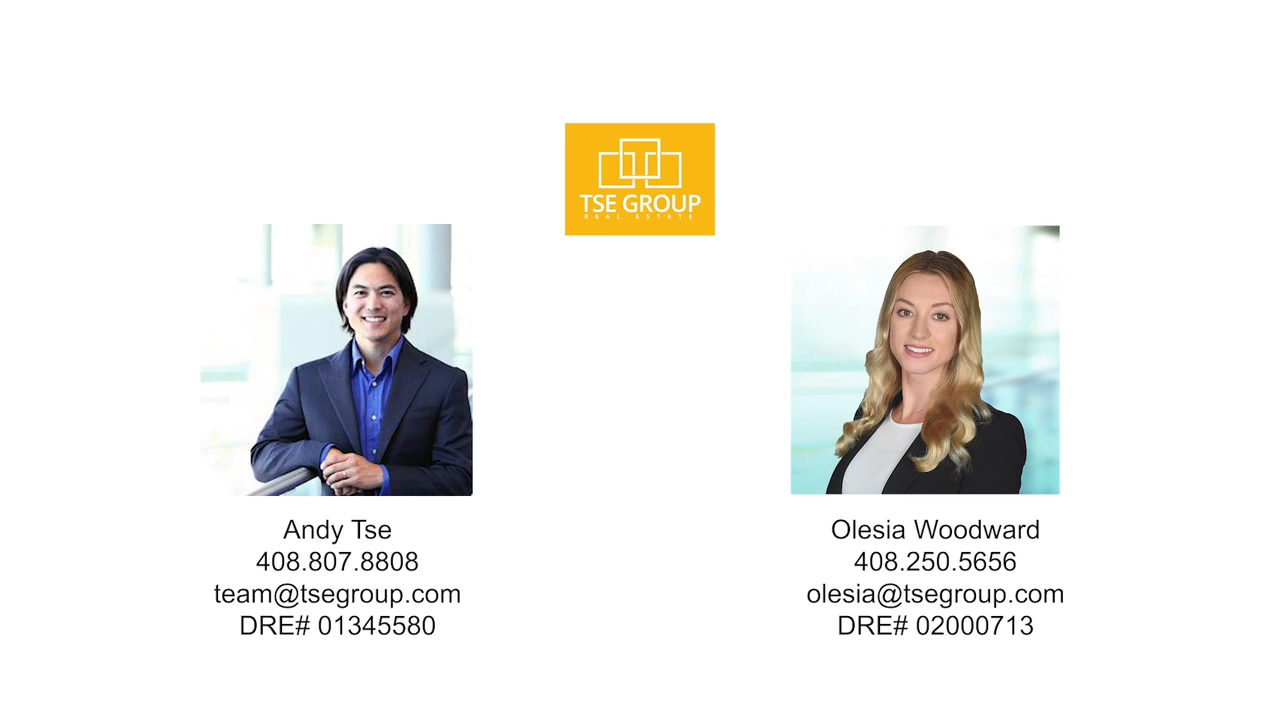 TSE GROUP
REAL ESTATE
Andy Tse
408.807.8808
team@tsegroup.com
DRE# 01345580
Olesia Woodward
408.250.5656
olesia@tsegroup.com
DRE# 02000713